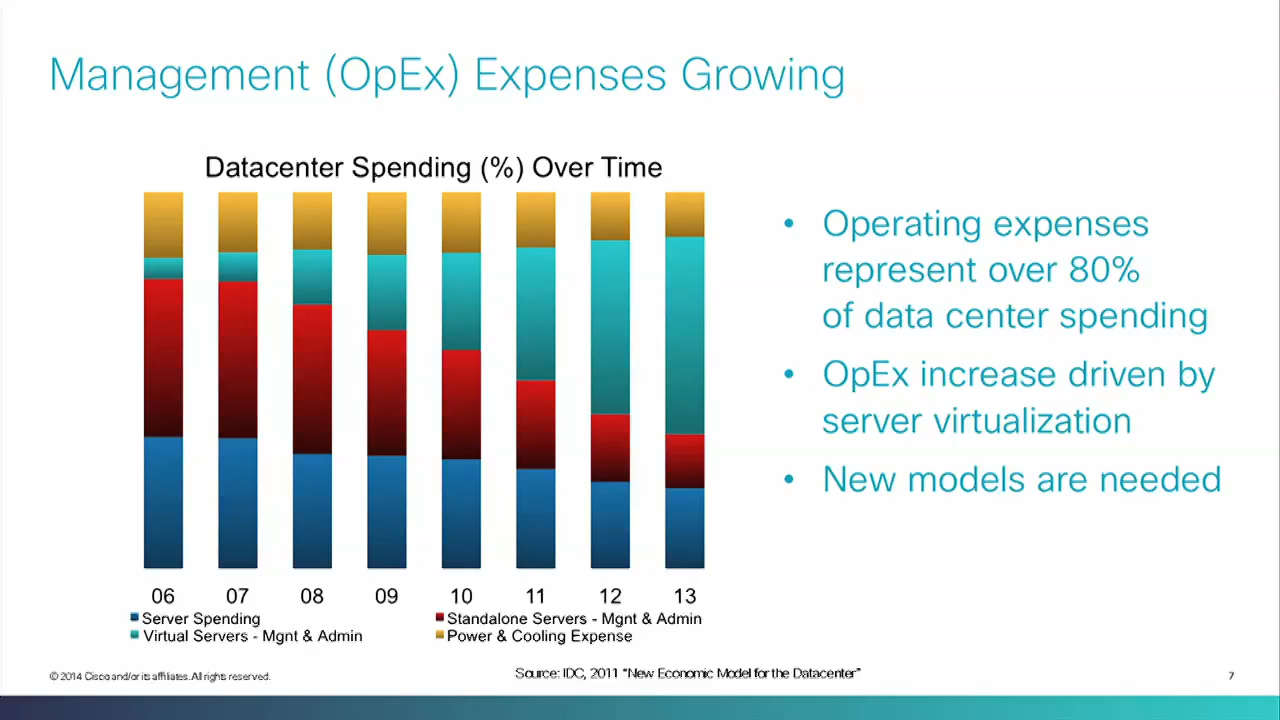 Management (OpEx) Expenses Growing
Datacenter Spending (%) Over Time
06 07 08 09 10 11 12 13
Server Spending
Standalone Servers - Mgnt & Admin
Virtual Servers - Mgnt & Admin
Power & Cooling Expense
• Operating expenses
represent over 80%
of data center spending
• OpEx increase driven by
server virtualization
• New models are needed
© 2014 Cisco and/or its affiliates. All rights reserved.
Source: IDC, 2011 “New Economic Model for the Datacenter”
7